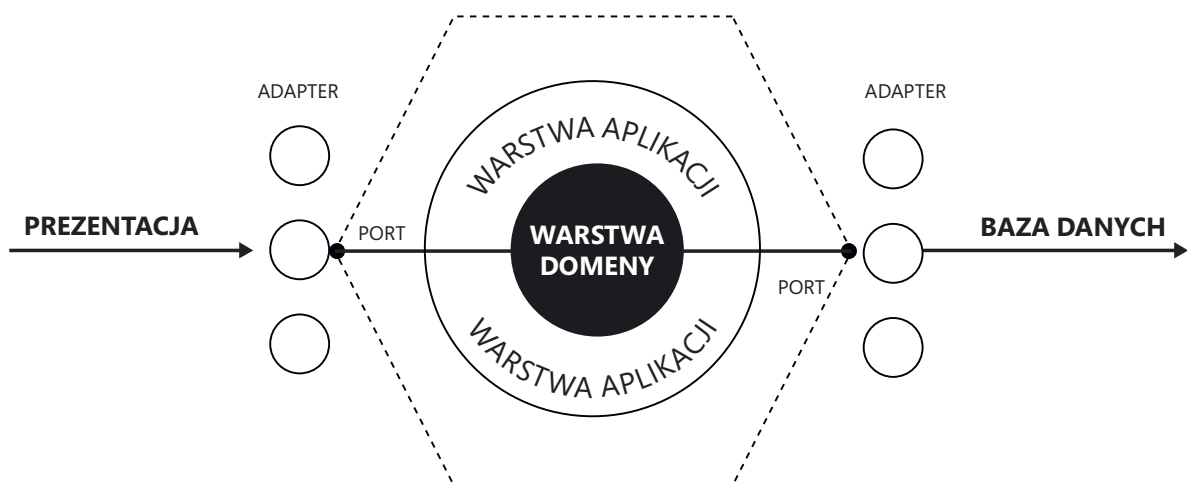 ADAPTER
ADAPTER
WARSTWA APLIKACJI
PREZENTACJA
PORT
WARSTWA
DOMENY
BAZA DANYCH
PORT
WARSTWA APLIKACJI